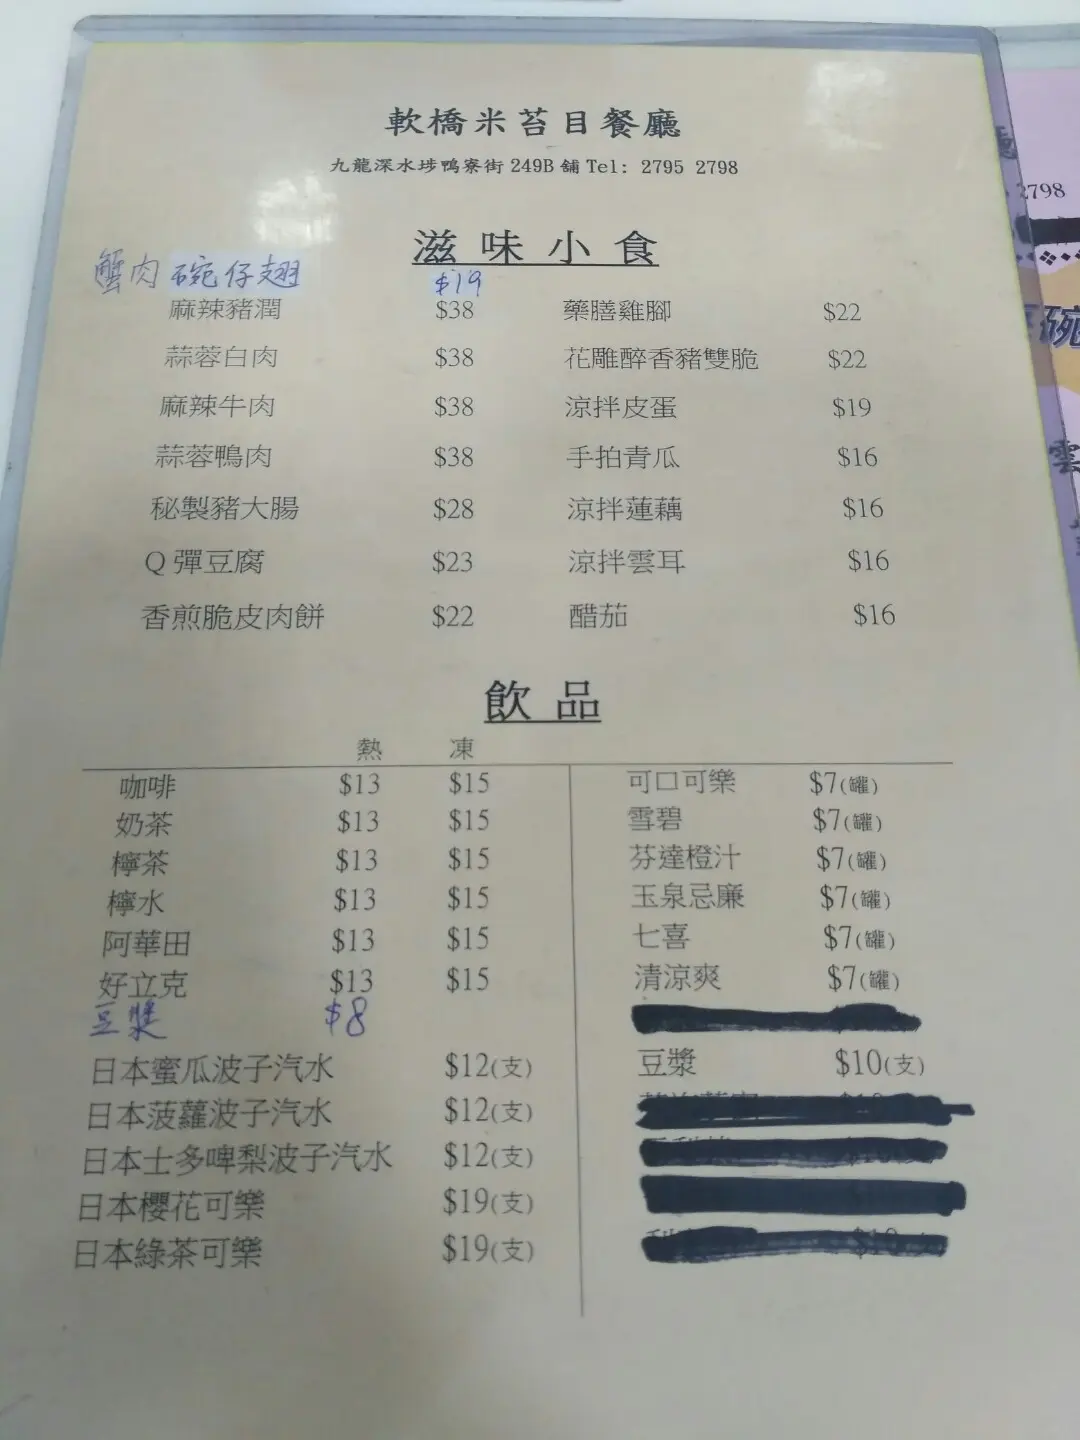 軟橋米苔目餐廳
九龍深水埗鴨寮街 249B 舖 Tel: 2795 2798
滋味小食
蟹肉碗仔翅 $19
麻辣豬潤 $38 藥膳雞腳 $22
蒜蓉白肉 $38 花雕醉香豬雙脆 $22
麻辣牛肉 $38 涼拌皮蛋 $19
蒜蓉鴨肉 $38 手拍青瓜 $16
秘製豬大腸 $28 涼拌蓮藕 $16
Q 彈豆腐 $23 涼拌雲耳 $16
香煎脆皮肉餅 $22 醋茄 $16
飲品
熱 凍
咖啡 $13 $15 可口可樂 $7(罐)
奶茶 $13 $15 雪碧 $7(罐)
檸茶 $13 $15 芬達橙汁 $7(罐)
檸水 $13 $15 玉泉忌廉 $7(罐)
阿華田 $13 $15 七喜 $7(罐)
好立克 $13 $15 清涼爽 $7(罐)
豆漿 $8
日本蜜瓜波子汽水 $12(支) 豆漿 $10(支)
日本菠蘿波子汽水 $12(支)
日本士多啤梨波子汽水 $12(支)
日本櫻花可樂 $19(支)
日本綠茶可樂 $19(支)
2798
碗
雲